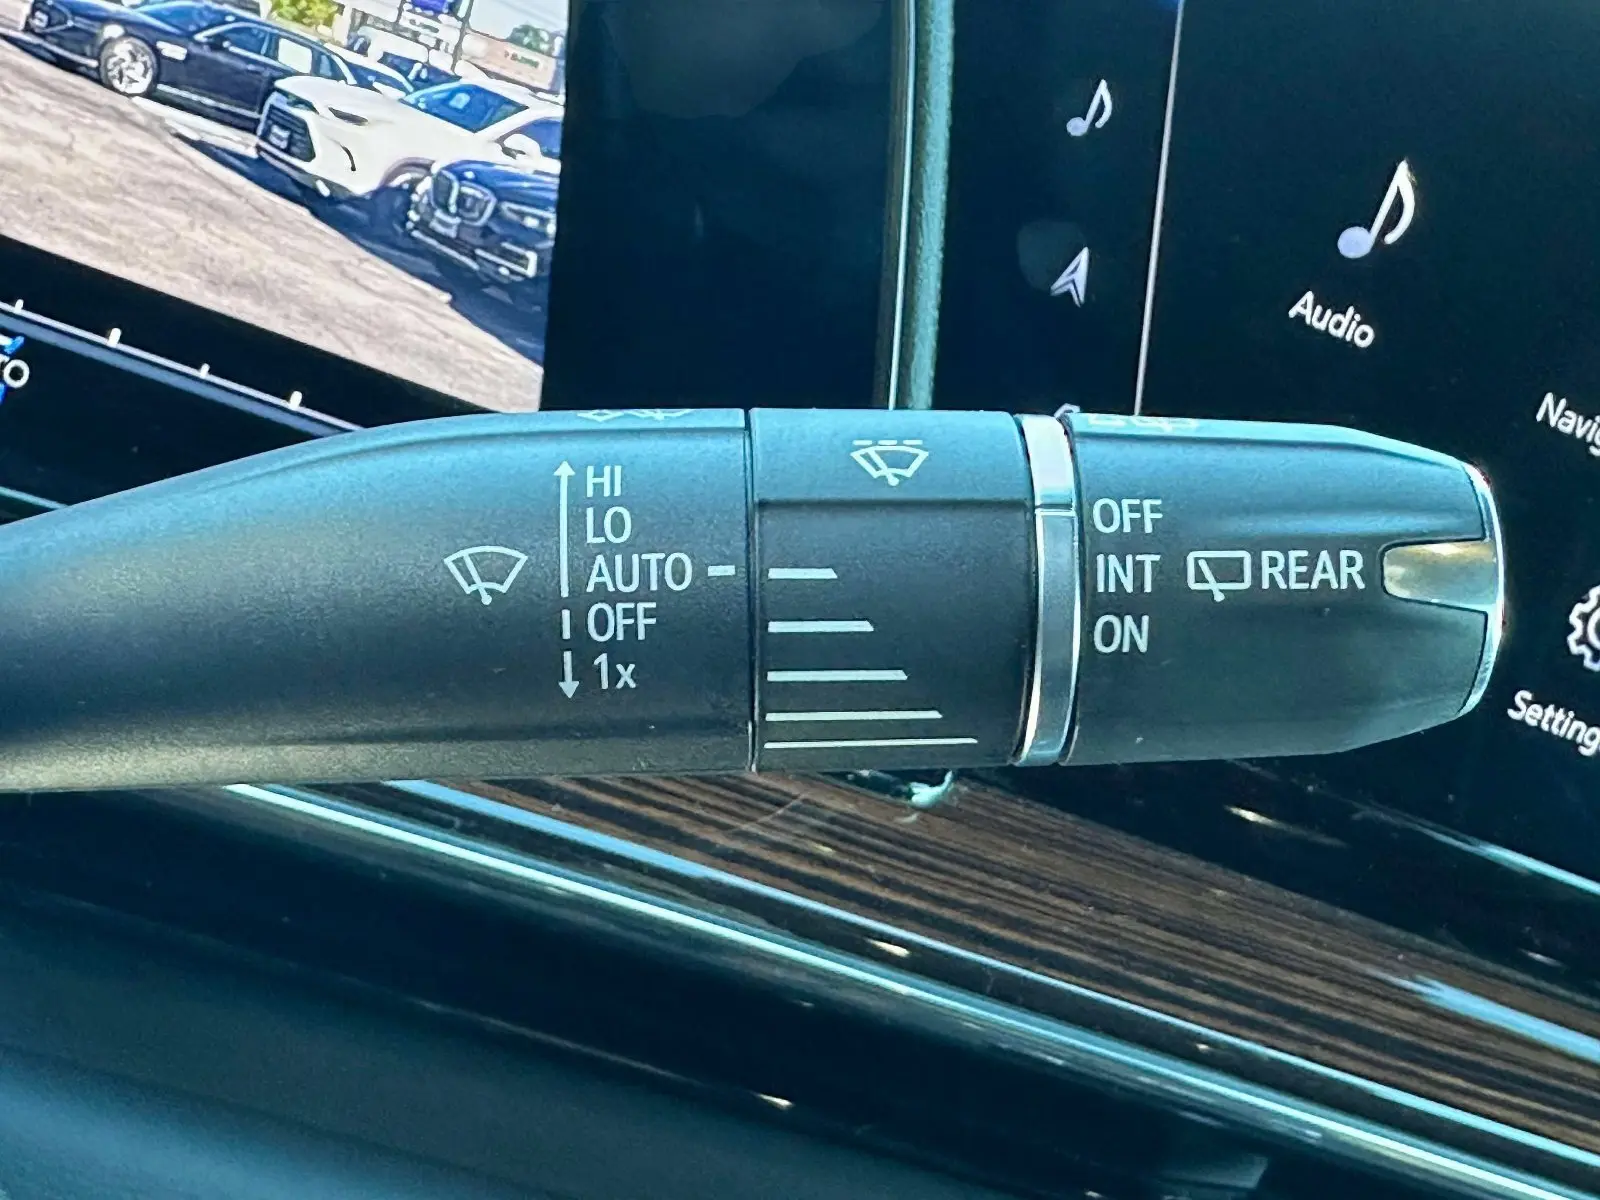 Audio
HI
LO
AUTO
OFF
1x
OFF
INT
REAR
ON